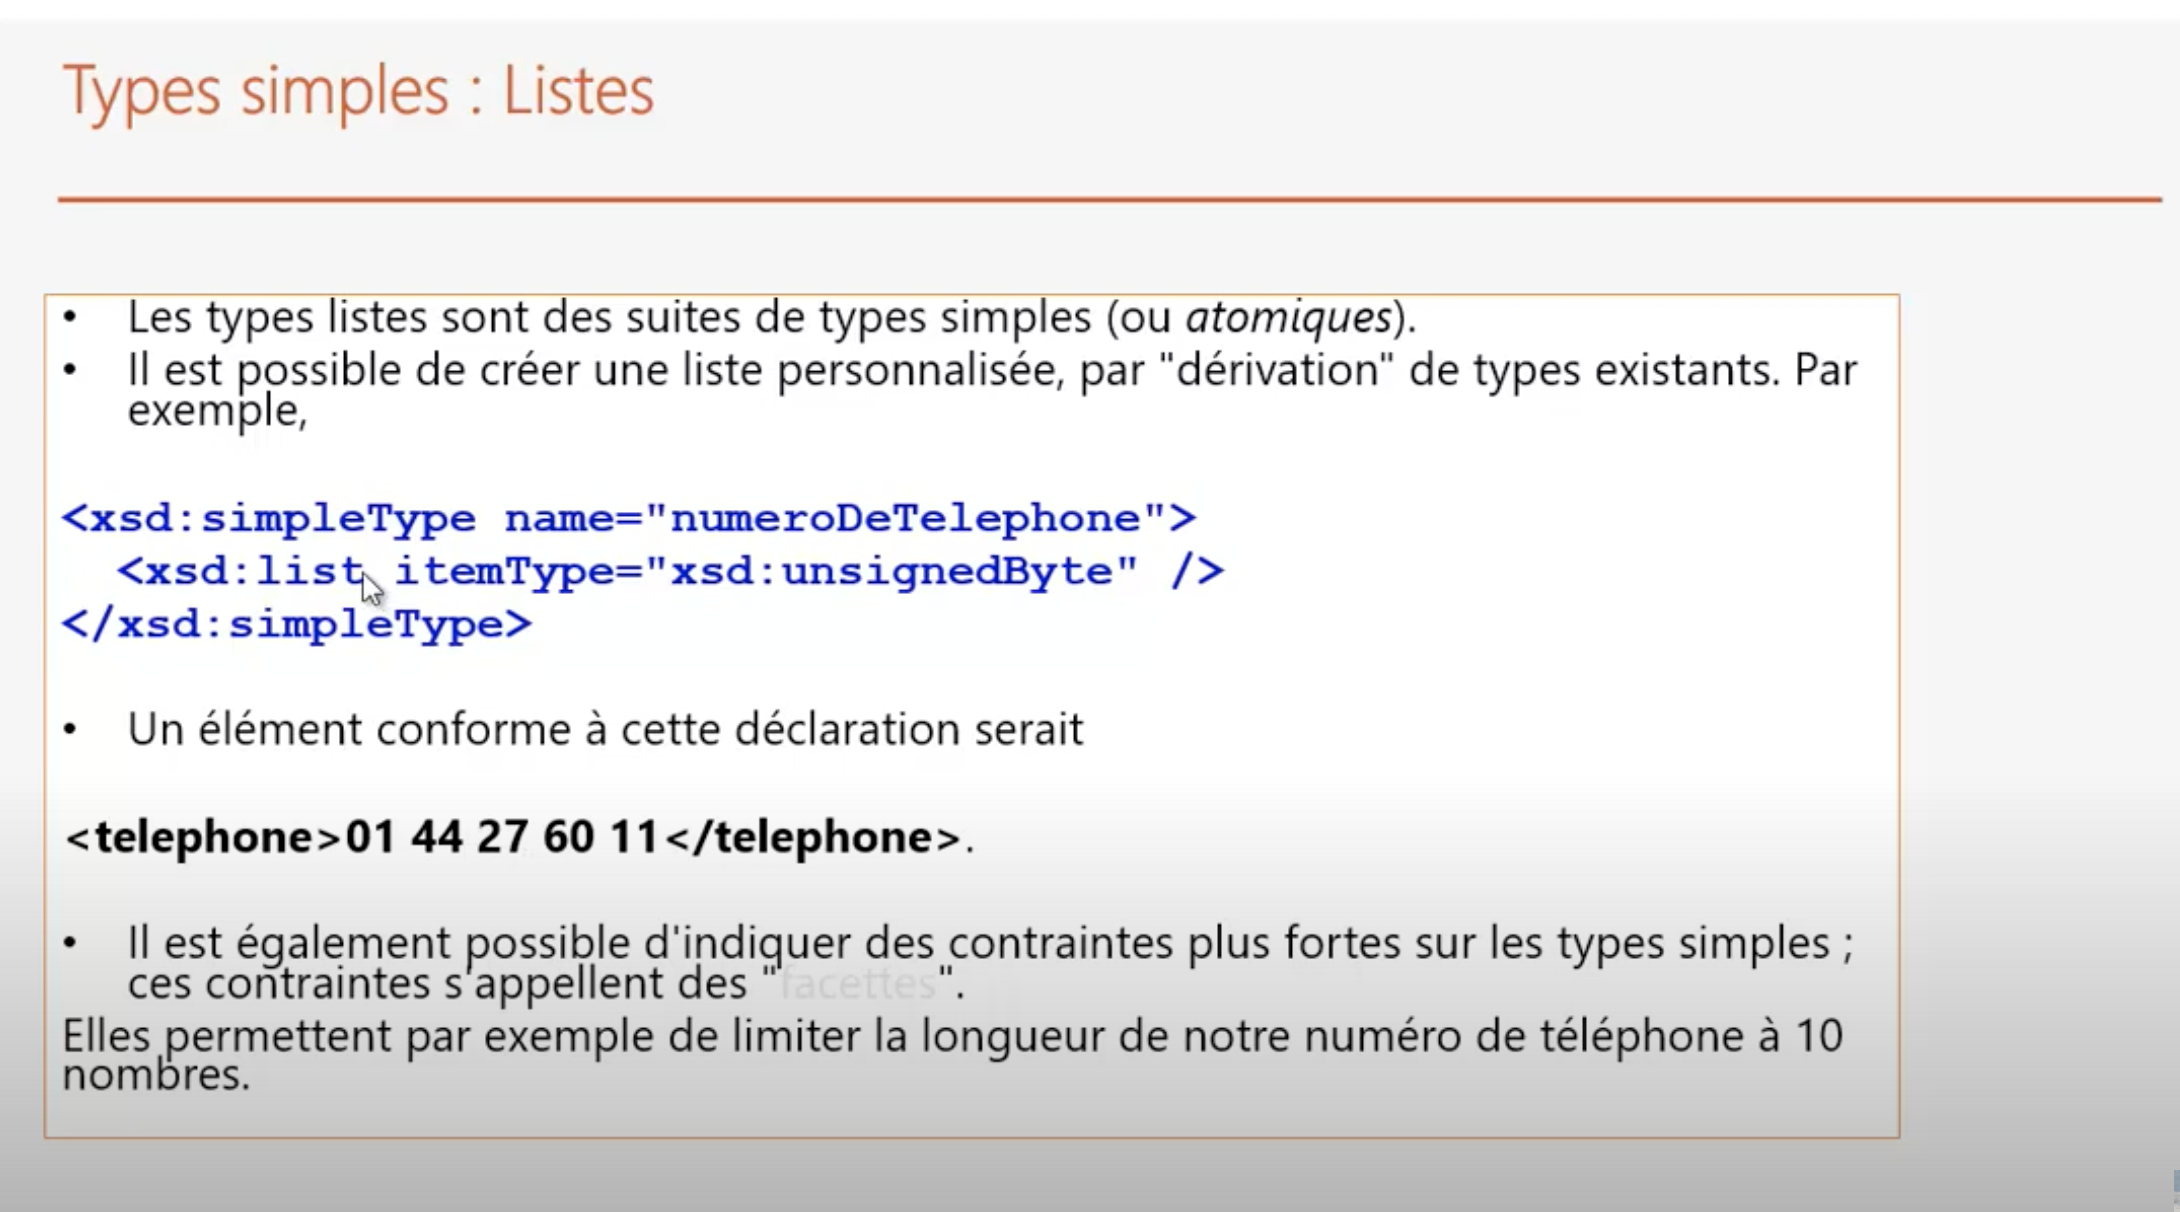 Types simples : Listes
• Les types listes sont des suites de types simples (ou atomiques).
• Il est possible de créer une liste personnalisée, par "dérivation" de types existants. Par
exemple,
<xsd:simpleType name="numeroDeTelephone">
<xsd:list itemType="xsd:unsignedByte" />
</xsd:simpleType>
• Un élément conforme à cette déclaration serait
<telephone>01 44 27 60 11</telephone>.
• Il est également possible d'indiquer des contraintes plus fortes sur les types simples ;
ces contraintes s'appellent des "facettes".
Elles permettent par exemple de limiter la longueur de notre numéro de téléphone à 10
nombres.